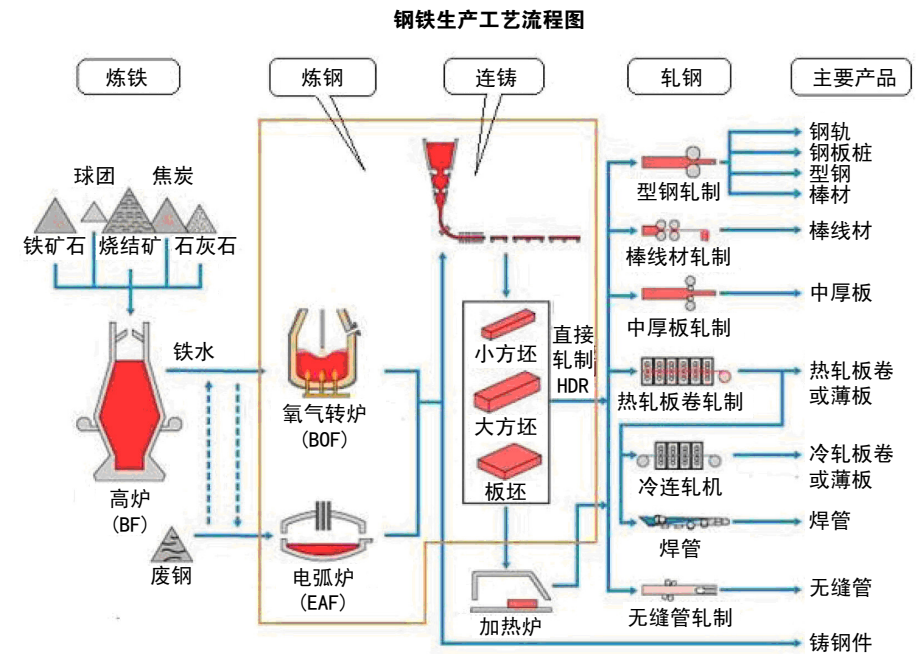 钢铁生产工艺流程图
炼铁
炼钢
连铸
轧钢
主要产品
球团
焦炭
铁矿石
烧结矿
石灰石
铁水
高炉
(BF)
废钢
氧气转炉
(BOF)
电弧炉
(EAF)
小方坯
大方坯
板坯
直接
轧制
HDR
加热炉
型钢轧制
棒线材轧制
中厚板轧制
热轧板卷轧制
冷连轧机
焊管
无缝管轧制
钢轨
钢板桩
型钢
棒材
棒线材
中厚板
热轧板卷
或薄板
冷轧板卷
或薄板
焊管
无缝管
铸钢件